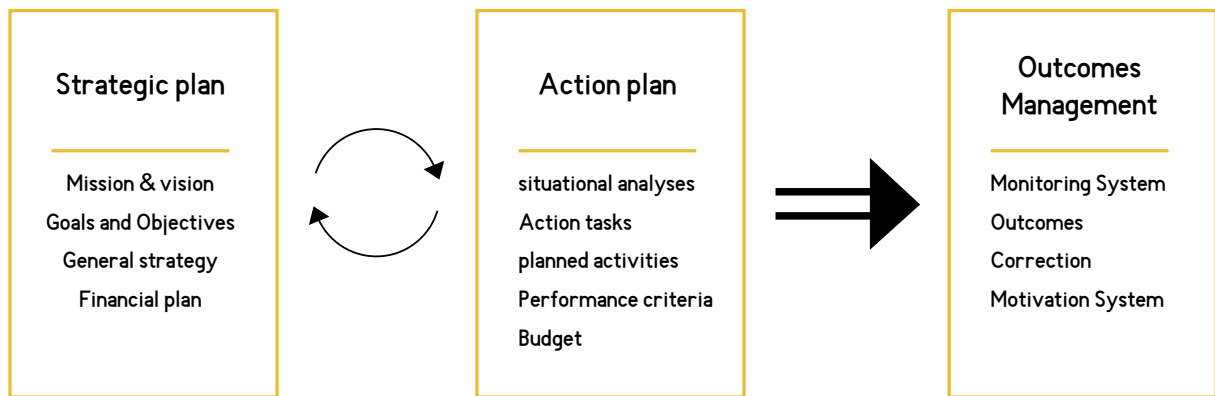 Strategic plan
Mission & vision
Goals and Objectives
General strategy
Financial plan
Action plan
situational analyses
Action tasks
planned activities
Performance criteria
Budget
Outcomes
Management
Monitoring System
Outcomes
Correction
Motivation System